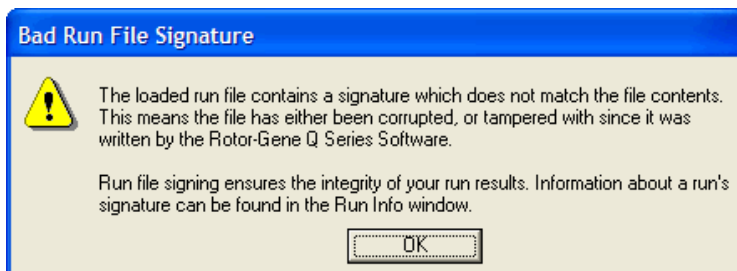 Bad Run File Signature
The loaded run file contains a signature which does not match the file contents.
This means the file has either been corrupted, or tampered with since it was
written by the Rotor-Gene Q Series Software.
Run file signing ensures the integrity of your run results. Information about a run's
signature can be found in the Run Info window.
OK